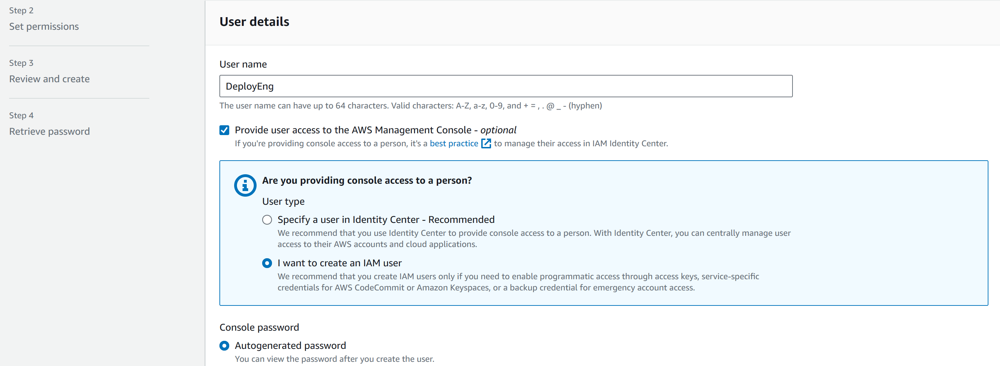 Step 2
Set permissions
Step 3
Review and create
Step 4
Retrieve password
User details
User name
DeployEng
The user name can have up to 64 characters. Valid characters: A-Z, a-z, 0-9, and + = , . @ _ - (hyphen)
Provide user access to the AWS Management Console - optional
If you're providing console access to a person, it's a best practice to manage their access in IAM Identity Center.
Are you providing console access to a person?
User type
Specify a user in Identity Center - Recommended
We recommend that you use Identity Center to provide console access to a person. With Identity Center, you can centrally manage user
access to their AWS accounts and cloud applications.
I want to create an IAM user
We recommend that you create IAM users only if you need to enable programmatic access through access keys, service-specific
credentials for AWS CodeCommit or Amazon Keyspaces, or a backup credential for emergency account access.
Console password
Autogenerated password
You can view the password after you create the user.